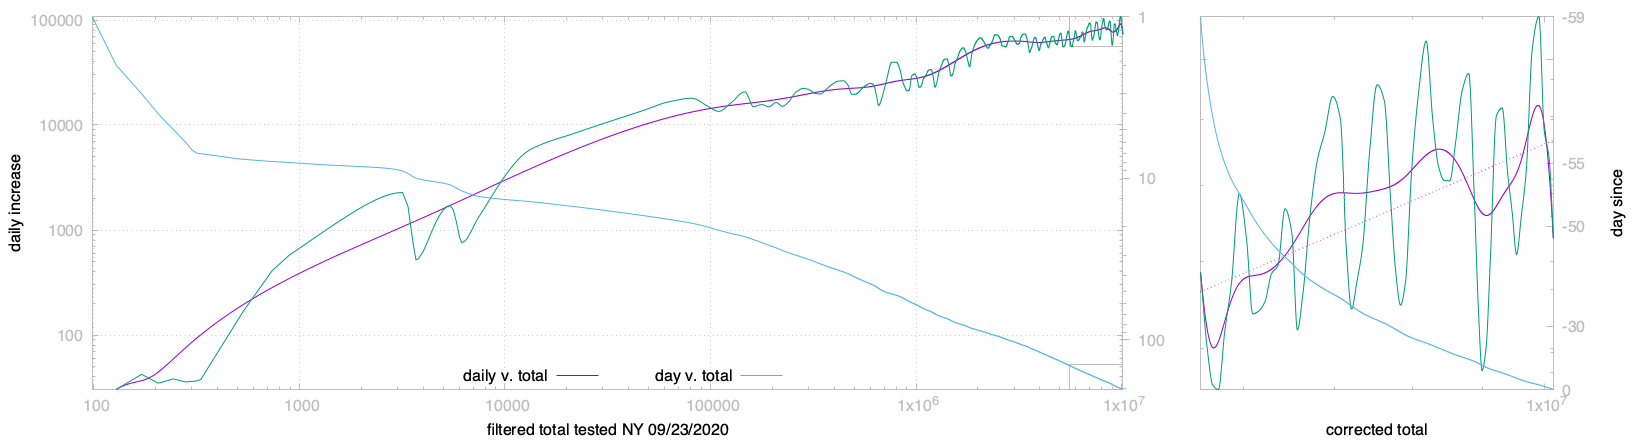 100000
10000
1000
100
daily increase
100
1000
10000
100000
1x10^6
1x10^7
1
10
100
daily v. total
day v. total
filtered total tested NY 09/23/2020
-59
-55
-50
-30
0
day since
1x10^7
corrected total